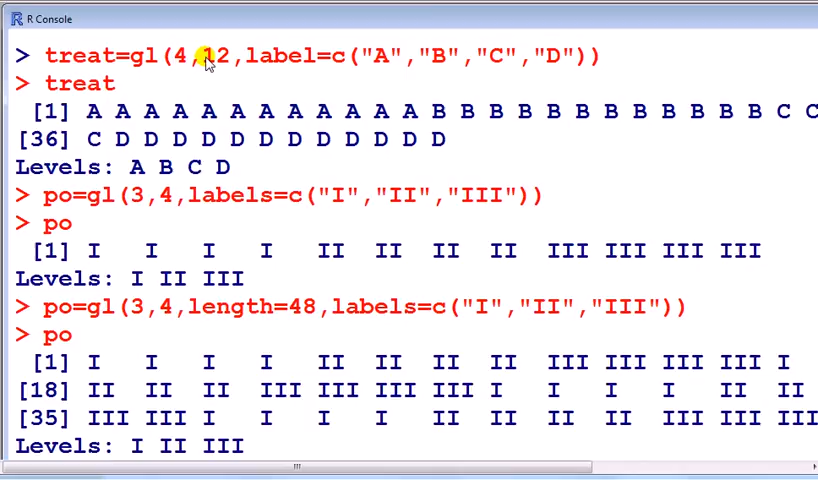 R Console
> treat=gl(4,12,label=c("A","B","C","D"))
> treat
[1] A A A A A A A A A A A A B B B B B B B B B B B B C C
[36] C D D D D D D D D D D D D
Levels: A B C D
> po=gl(3,4,labels=c("I","II","III"))
> po
[1] I I I I II II II II III III III III
Levels: I II III
> po=gl(3,4,length=48,labels=c("I","II","III"))
> po
[1] I I I I II II II II III III III III I
[18] II II II III III III III I I I I II II
[35] III III I I I I II II II II III III III
Levels: I II III